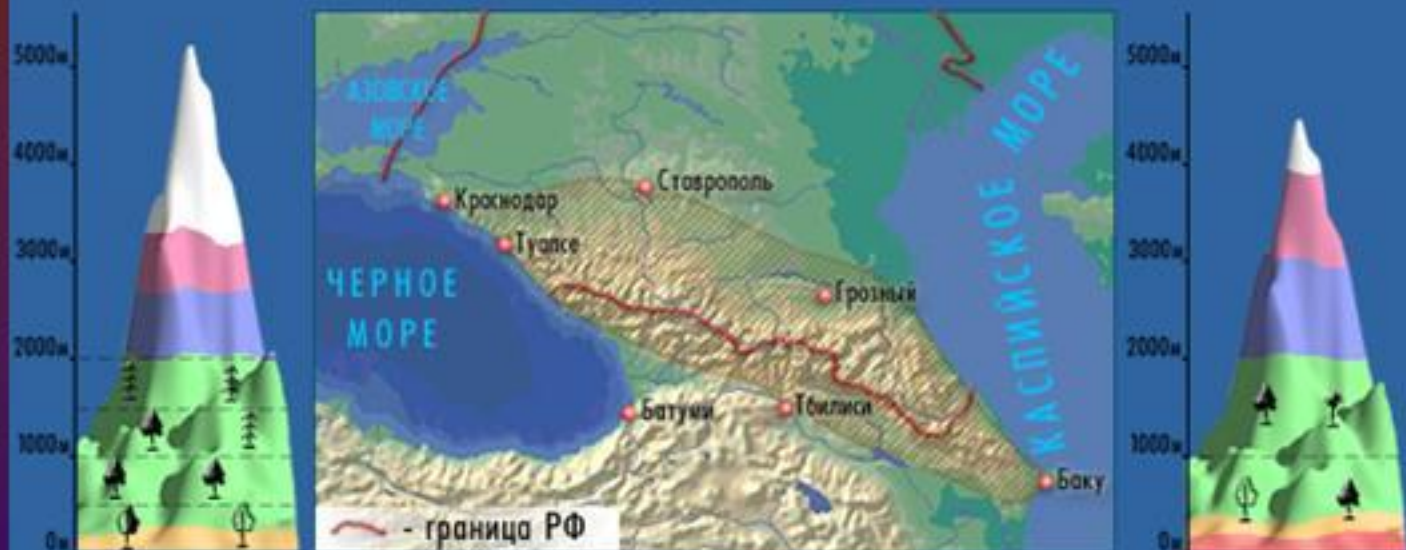 5000м
4000м
3000м
2000м
1000м
0м
АЗОВСКОЕ
МОРЕ
ЧЕРНОЕ
МОРЕ
КАСПИЙСКОЕ МОРЕ
Краснодар
Ставрополь
Туапсе
Грозный
Батуми
Тбилиси
Баку
- граница РФ
5000м
4000м
3000м
2000м
1000м
0м